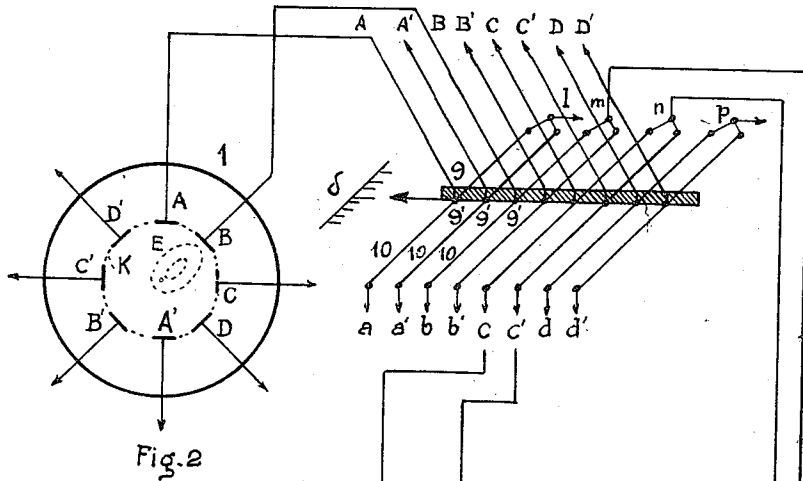 A A' B B' C C' D D'
1
l m n p
9
δ
9' 9' 9'
A
D'
B
E
C'
K
C
10 10 10
B' A' D
a a' b b' c c' d d'
Fig.2